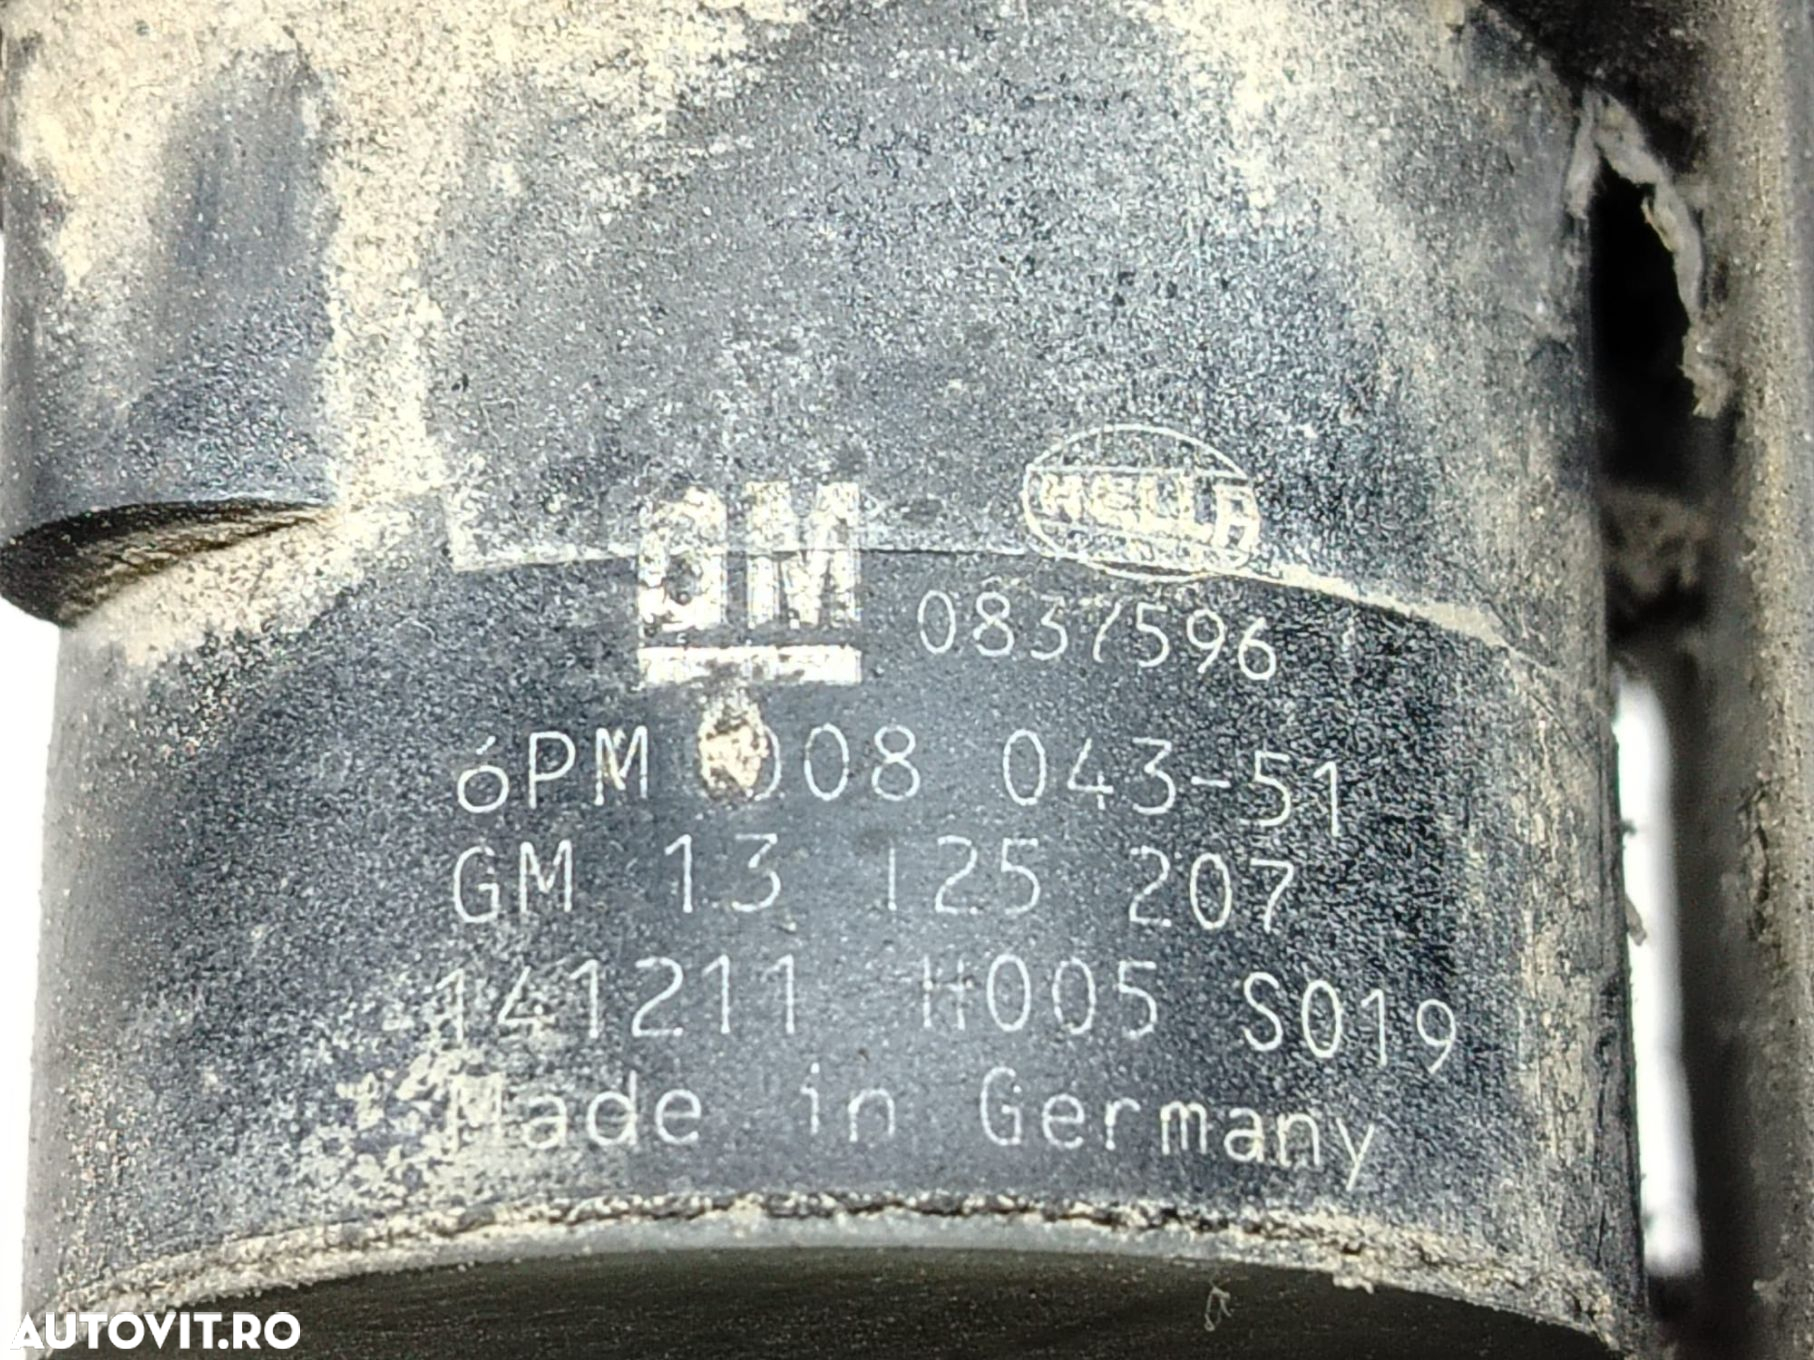 GM HELLA
0837596
6PM 008 043-51
GM 13 125 207
141211 H005 S019
Made in Germany
AUTOVIT.RO